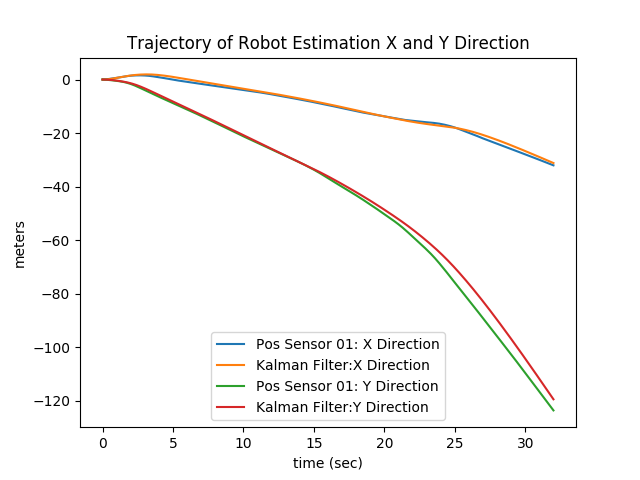 Trajectory of Robot Estimation X and Y Direction
0
−20
−40
−60
−80
−100
−120
meters
Pos Sensor 01: X Direction
Kalman Filter:X Direction
Pos Sensor 01: Y Direction
Kalman Filter:Y Direction
0 5 10 15 20 25 30
time (sec)